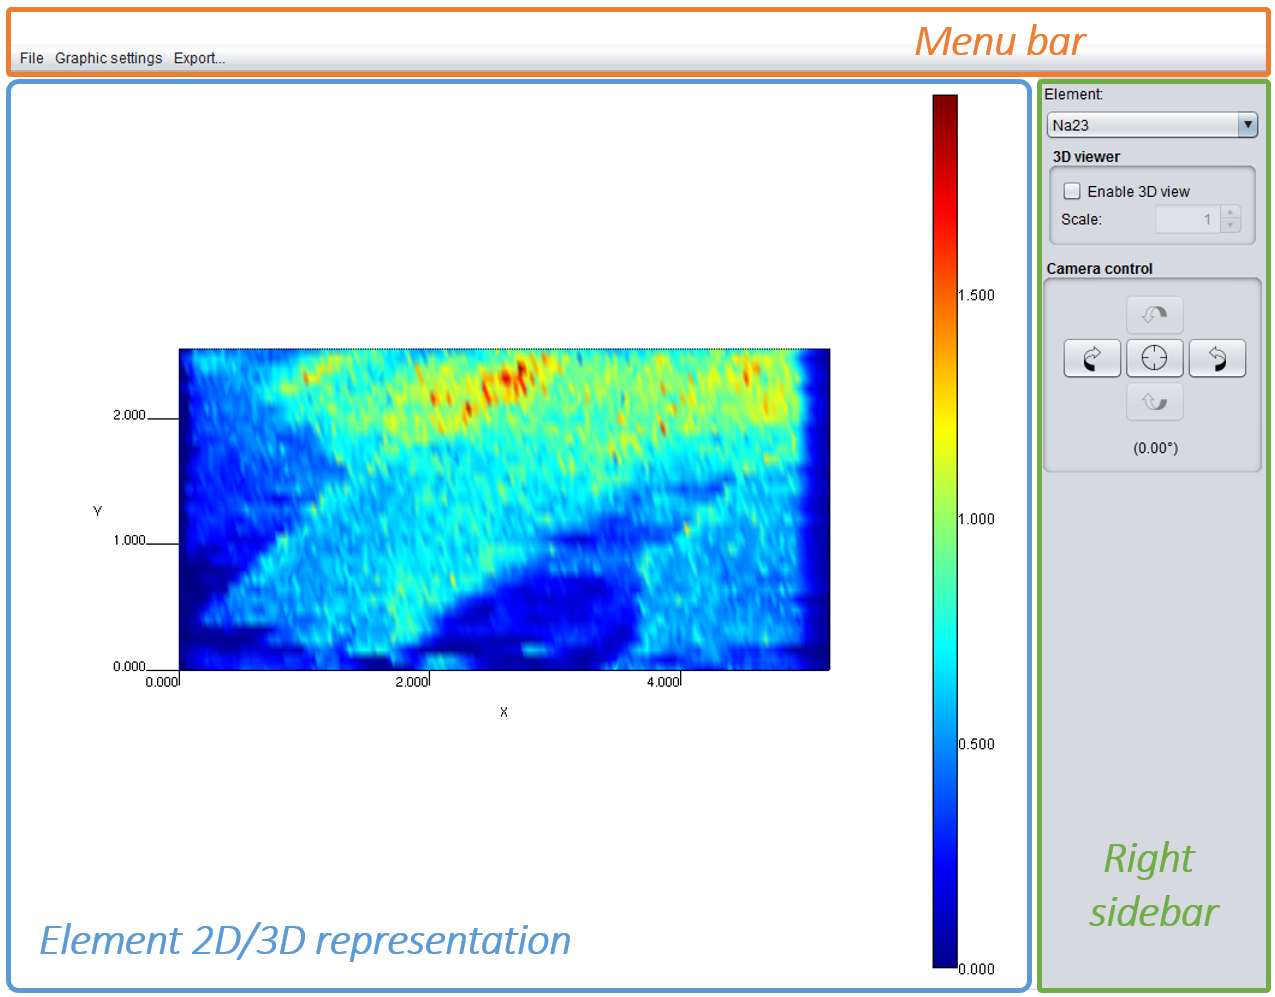 Menu bar
File Graphic settings Export...
Element:
Na23
3D viewer
Enable 3D view
Scale: 1
Camera control
(0.00°)
1.500
1.000
0.500
0.000
2.000
1.000
0.000
Y
0.000 2.000 4.000
X
Element 2D/3D representation
Right
sidebar